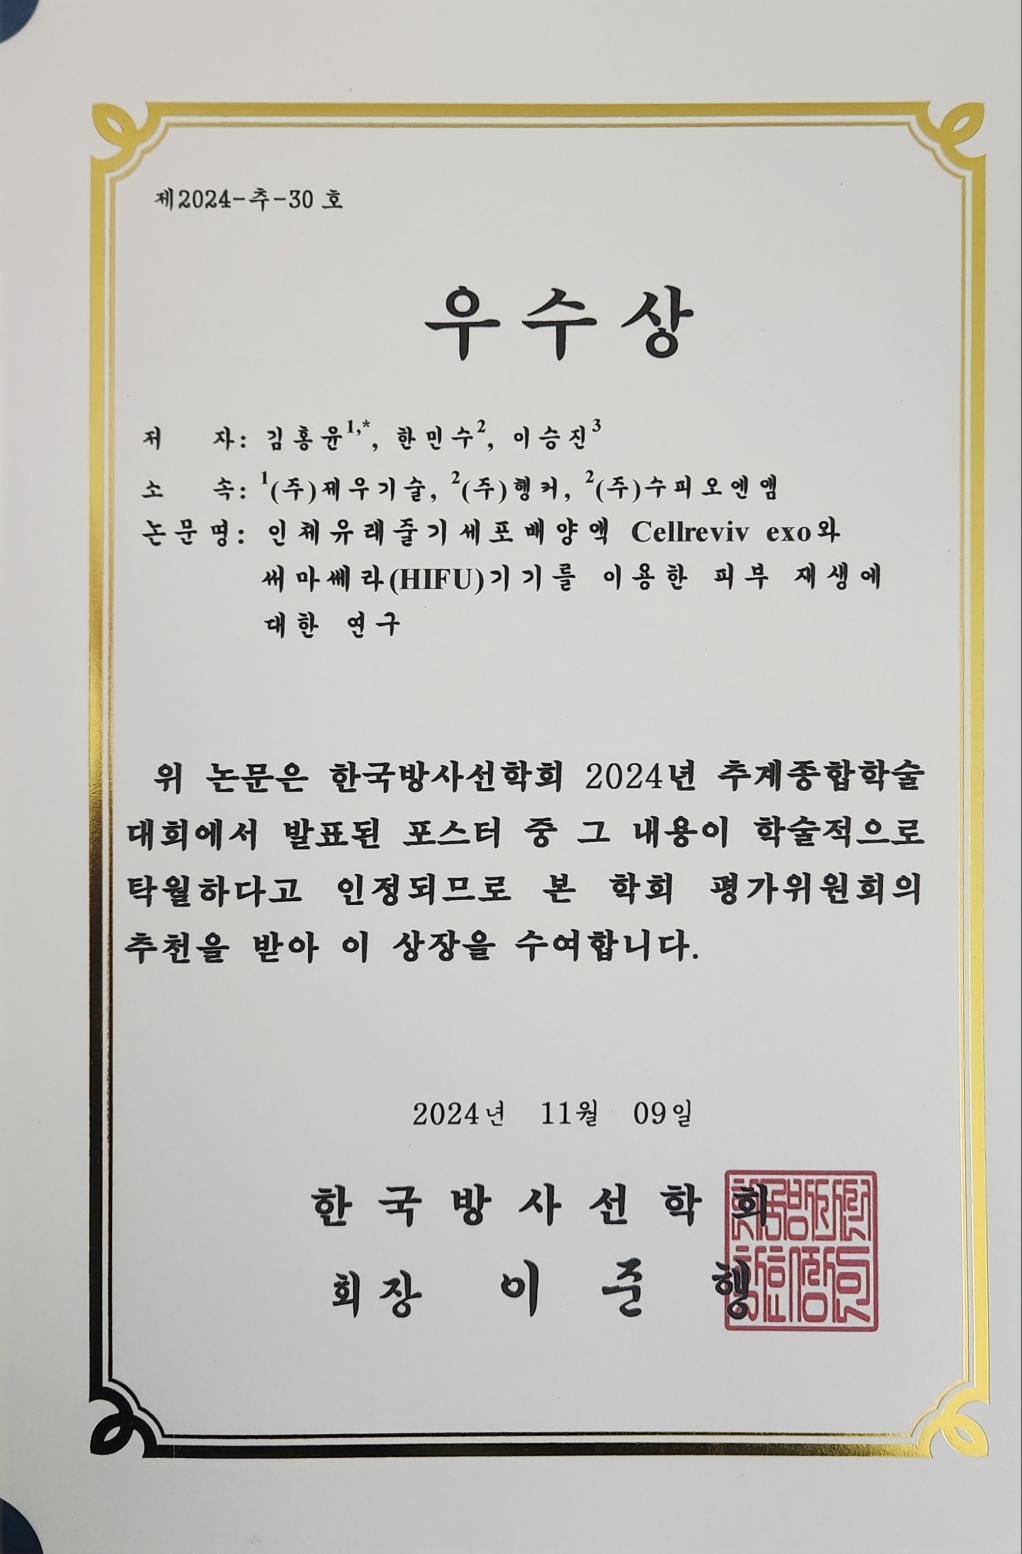 제2024-추-30 호
우수상
저 자: 김홍윤1,*, 한민수2, 이승진3
소 속: 1(주)제우기술, 2(주)행커, 2(주)수피오엔앰
논문명: 인체유래줄기세포배양액 Cellreviv exo와
써마쎄라(HIFU)기기를 이용한 피부 재생에
대한 연구
위 논문은 한국방사선학회 2024년 추계종합학술
대회에서 발표된 포스터 중 그 내용이 학술적으로
탁월하다고 인정되므로 본 학회 평가위원회의
추천을 받아 이 상장을 수여합니다.
2024년 11월 09일
한국방사선학회
회장 이준행